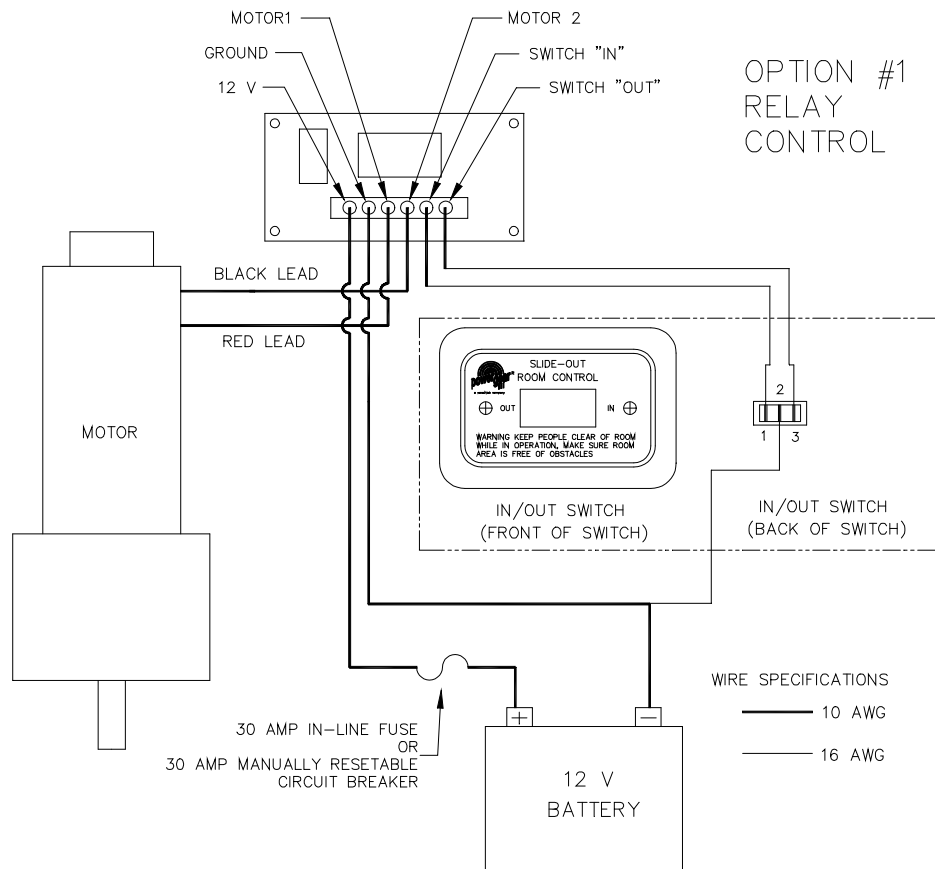 MOTOR1
MOTOR 2
GROUND
SWITCH "IN"
12 V
SWITCH "OUT"
OPTION #1
RELAY
CONTROL
BLACK LEAD
RED LEAD
MOTOR
SLIDE-OUT
ROOM CONTROL
OUT
IN
WARNING KEEP PEOPLE CLEAR OF ROOM
WHILE IN OPERATION, MAKE SURE ROOM
AREA IS FREE OF OBSTACLES
2
1
3
IN/OUT SWITCH
(FRONT OF SWITCH)
IN/OUT SWITCH
(BACK OF SWITCH)
30 AMP IN-LINE FUSE
OR
30 AMP MANUALLY RESETABLE
CIRCUIT BREAKER
+
-
12 V
BATTERY
WIRE SPECIFICATIONS
10 AWG
16 AWG